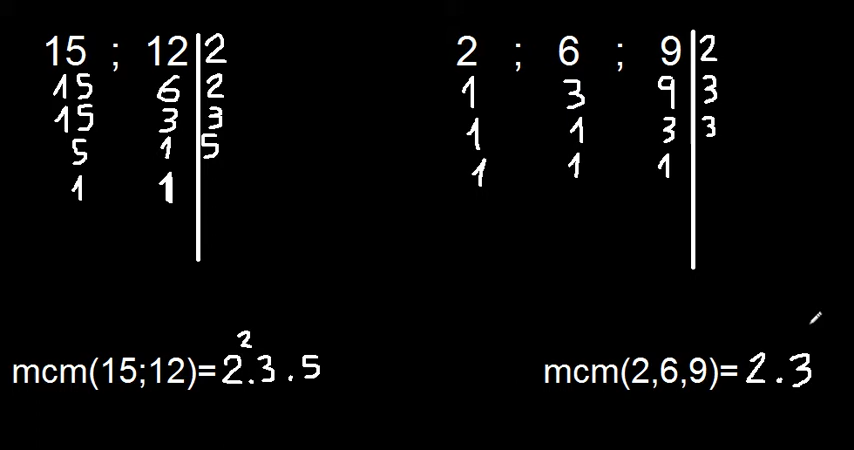 15 ; 12 2
15 6 2
15 3 3
5 1 5
1 1
mcm(15;12)=2².3.5
2 ; 6 ; 9 2
1 3 9 3
1 1 3 3
1 1 1
mcm(2,6,9)=2.3